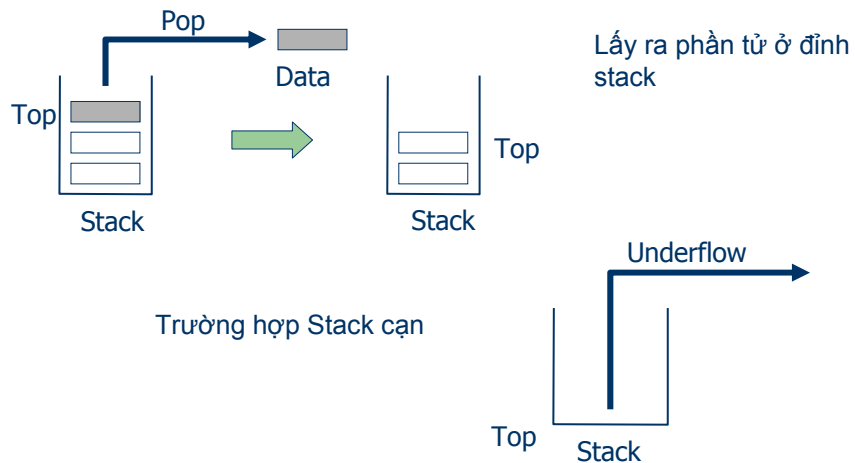 Pop
Data
Lấy ra phần tử ở đỉnh
stack
Top
Top
Stack
Stack
Underflow
Trường hợp Stack cạn
Top
Stack